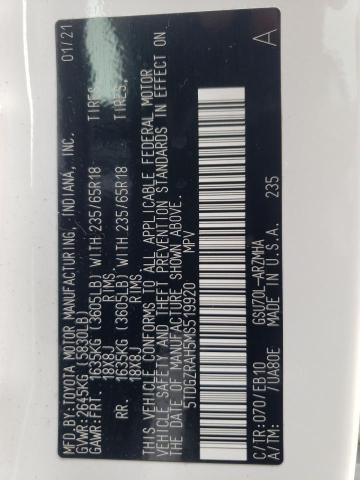 MFD.BY:TOYOTA MOTOR MANUFACTURING, INDIANA, INC. 01/21
GVWR:2645KG (5830LB)
GAWR:FRT. 1635KG (3605LB) WITH 235/65R18
18X8J RIMS.
RR. 1635KG (3605LB) WITH 235/65R18
18X8J RIMS.
THIS VEHICLE CONFORMS TO ALL APPLICABLE FEDERAL MOTOR
VEHICLE SAFETY AND THEFT PREVENTION STANDARDS IN EFFECT ON
THE DATE OF MANUFACTURE SHOWN ABOVE.
5TDGZRAH5MS519920 MPV
C/TR:070/EB10 GSU70L-ARZMHA
A/TM: /UA80E MADE IN U.S.A. 235 A